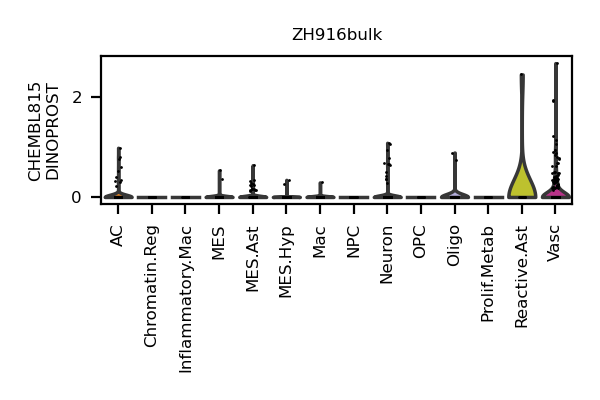 ZH916bulk
CHEMBL815
DINOPROST
2
0
AC
Chromatin.Reg
Inflammatory.Mac
MES
MES.Ast
MES.Hyp
Mac
NPC
Neuron
OPC
Oligo
Prolif.Metab
Reactive.Ast
Vasc